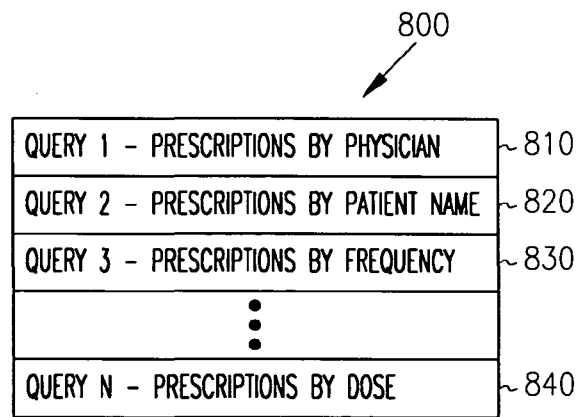 800
QUERY 1 - PRESCRIPTIONS BY PHYSICIAN 810
QUERY 2 - PRESCRIPTIONS BY PATIENT NAME 820
QUERY 3 - PRESCRIPTIONS BY FREQUENCY 830
QUERY N - PRESCRIPTIONS BY DOSE 840